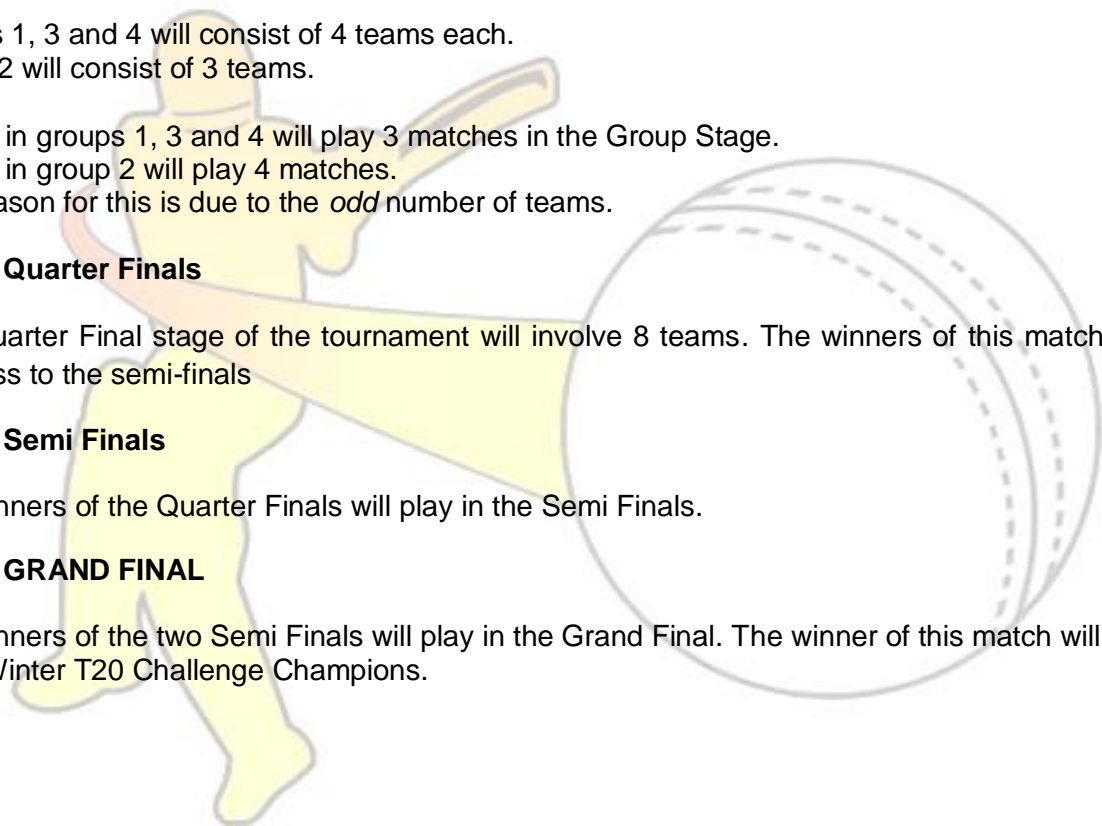 s 1, 3 and 4 will consist of 4 teams each.
2 will consist of 3 teams.
in groups 1, 3 and 4 will play 3 matches in the Group Stage.
in group 2 will play 4 matches.
ason for this is due to the odd number of teams.
Quarter Finals
uarter Final stage of the tournament will involve 8 teams. The winners of this match
ss to the semi-finals
Semi Finals
nners of the Quarter Finals will play in the Semi Finals.
GRAND FINAL
nners of the two Semi Finals will play in the Grand Final. The winner of this match will
Winter T20 Challenge Champions.